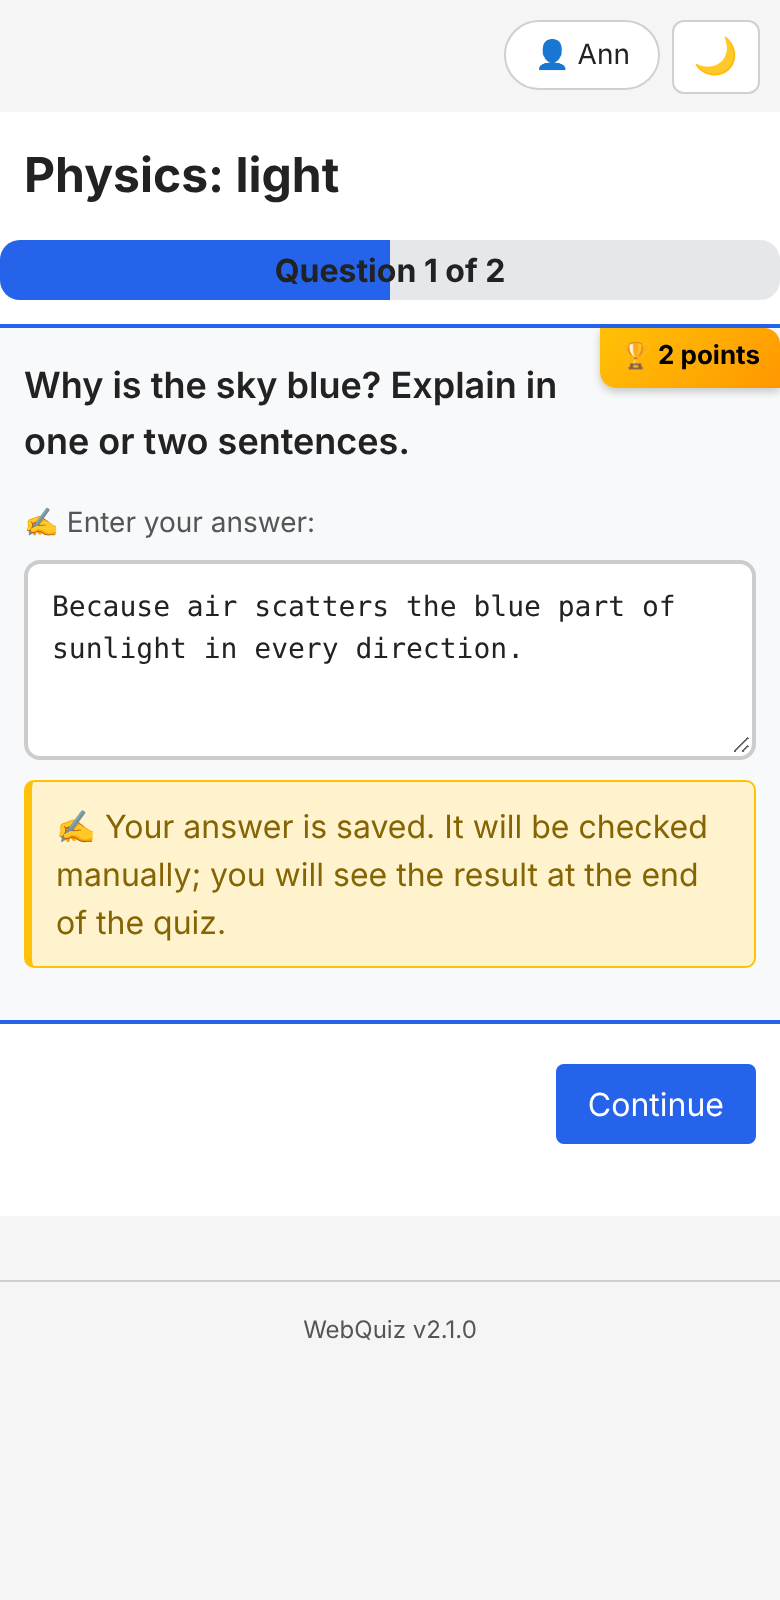 👤 Ann 🌙
Physics: light
Question 1 of 2
🏆 2 points
Why is the sky blue? Explain in
one or two sentences.
✍️ Enter your answer:
Because air scatters the blue part of
sunlight in every direction.
✍️ Your answer is saved. It will be checked
manually; you will see the result at the end
of the quiz.
Continue
WebQuiz v2.1.0